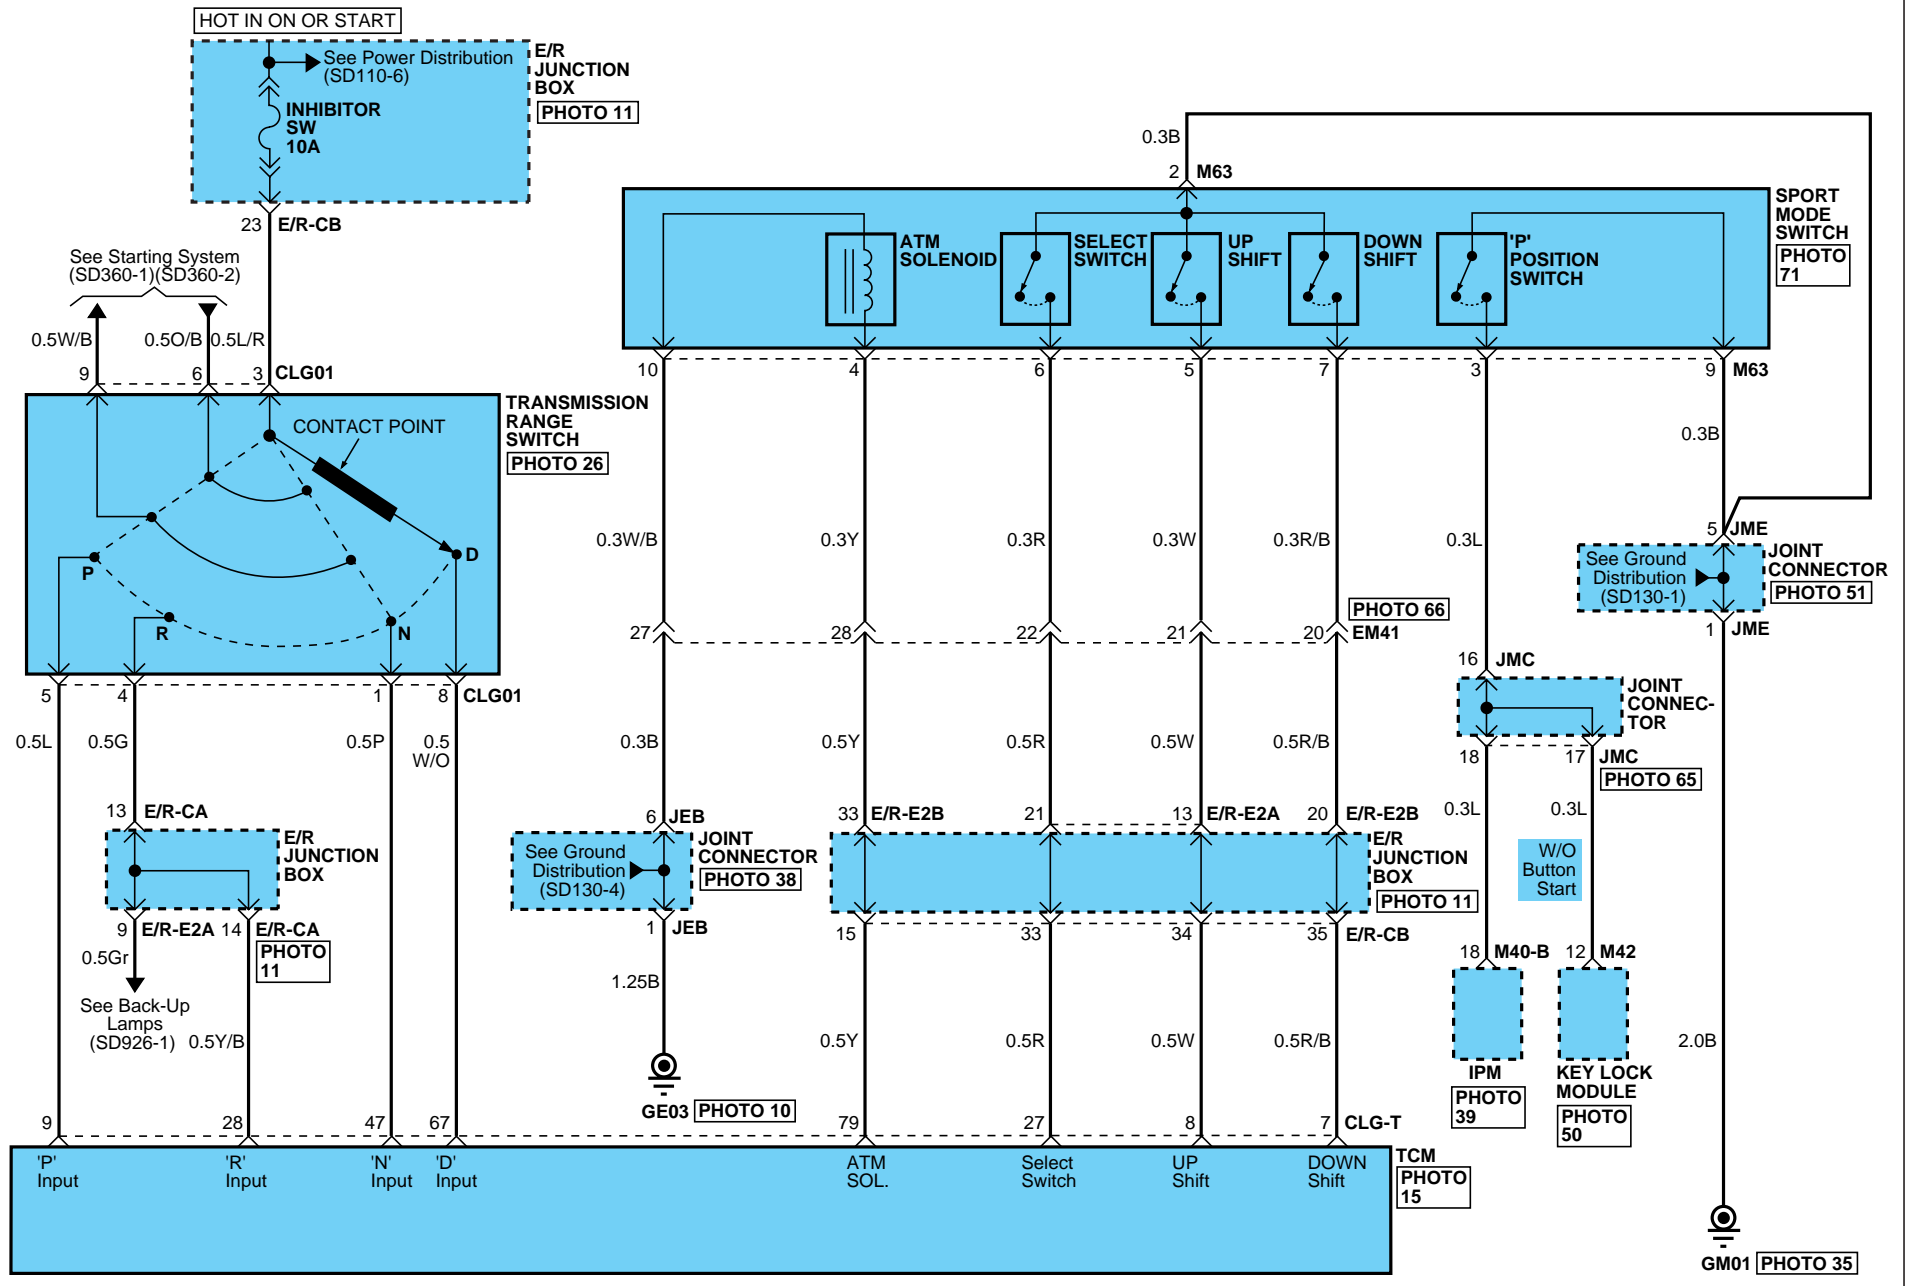 HOT IN ON OR START
See Power Distribution
(SD110-6)
E/R
JUNCTION
BOX
PHOTO 11
INHIBITOR
SW
10A
23 E/R-CB
See Starting System
(SD360-1)(SD360-2)
0.5W/B 0.5O/B 0.5L/R
9 6 3 CLG01
TRANSMISSION
RANGE
SWITCH
PHOTO 26
CONTACT POINT
P
R
N
D
5 4 1 8 CLG01
0.5L 0.5G 0.5P 0.5
W/O
13 E/R-CA
E/R
JUNCTION
BOX
9 E/R-E2A 14 E/R-CA
PHOTO
11
0.5Gr
See Back-Up
Lamps
(SD926-1)
0.5Y/B
0.3B
2 M63
SPORT
MODE
SWITCH
PHOTO
71
ATM
SOLENOID
SELECT
SWITCH
UP
SHIFT
DOWN
SHIFT
'P'
POSITION
SWITCH
10 4 6 5 7 3 9 M63
0.3B
0.3W/B 0.3Y 0.3R 0.3W 0.3R/B 0.3L
5 JME
See Ground
Distribution
(SD130-1)
JOINT
CONNECTOR
PHOTO 51
1 JME
PHOTO 66
27 28 22 21 20 EM41
16 JMC
JOINT
CONNEC-
TOR
18 17 JMC
PHOTO 65
0.3B 0.5Y 0.5R 0.5W 0.5R/B
0.3L 0.3L
6 JEB
See Ground
Distribution
(SD130-4)
JOINT
CONNECTOR
PHOTO 38
1 JEB
33 E/R-E2B 21 13 E/R-E2A 20 E/R-E2B
E/R
JUNCTION
BOX
PHOTO 11
15 33 34 35 E/R-CB
W/O
Button
Start
18 M40-B 12 M42
IPM
PHOTO
39
KEY LOCK
MODULE
PHOTO
50
1.25B
0.5Y 0.5R 0.5W 0.5R/B
2.0B
GE03 PHOTO 10
9 28 47 67 79 27 8 7 CLG-T
TCM
PHOTO
15
'P'
Input
'R'
Input
'N'
Input
'D'
Input
ATM
SOL.
Select
Switch
UP
Shift
DOWN
Shift
GM01 PHOTO 35